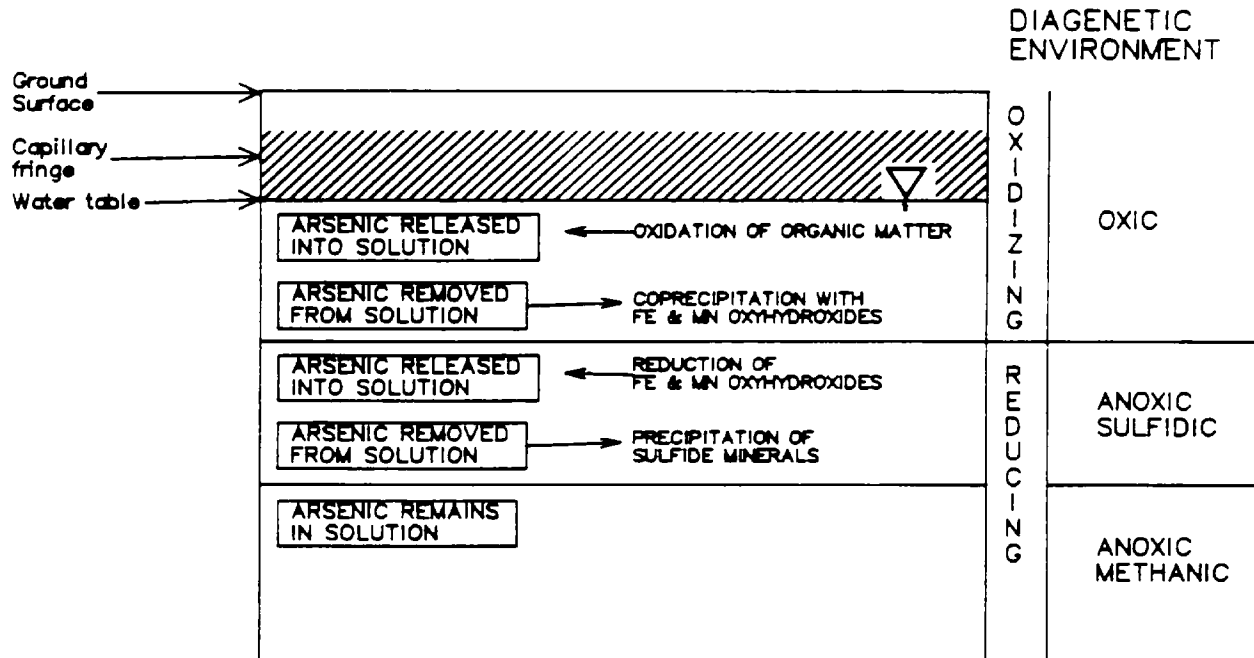 DIAGENETIC
ENVIRONMENT
Ground
Surface
Capillary
fringe
Water table
ARSENIC RELEASED
INTO SOLUTION
OXIDATION OF ORGANIC MATTER
ARSENIC REMOVED
FROM SOLUTION
COPRECIPITATION WITH
FE & MN OXYHYDROXIDES
ARSENIC RELEASED
INTO SOLUTION
REDUCTION OF
FE & MN OXYHYDROXIDES
ARSENIC REMOVED
FROM SOLUTION
PRECIPITATION OF
SULFIDE MINERALS
ARSENIC REMAINS
IN SOLUTION
OXIDIZING
REDUCING
OXIC
ANOXIC
SULFIDIC
ANOXIC
METHANIC